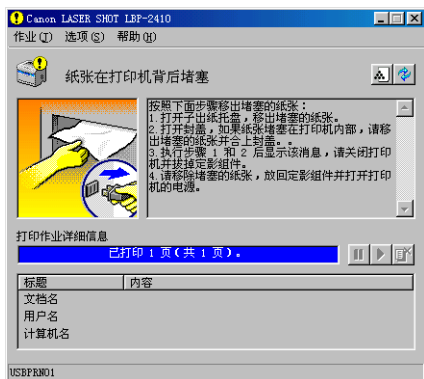 Canon LASER SHOT LBP-2410
作业(J) 选项(S) 帮助(H)
纸张在打印机背后堵塞
按照下面步骤移出堵塞的纸张：
1.打开子出纸托盘，移出堵塞的纸张。
2.打开封盖，如果纸张堵塞在打印机内部，请移
出堵塞的纸张并合上封盖。。
3.执行步骤 1 和 2 后显示该消息，请关闭打印
机并拔掉定影组件。
4.请移除堵塞的纸张，放回定影组件并打开打印
机的电源。
打印作业详细信息
已打印 1 页(共 1 页)。
标题 内容
文档名
用户名
计算机名
USBPRN01